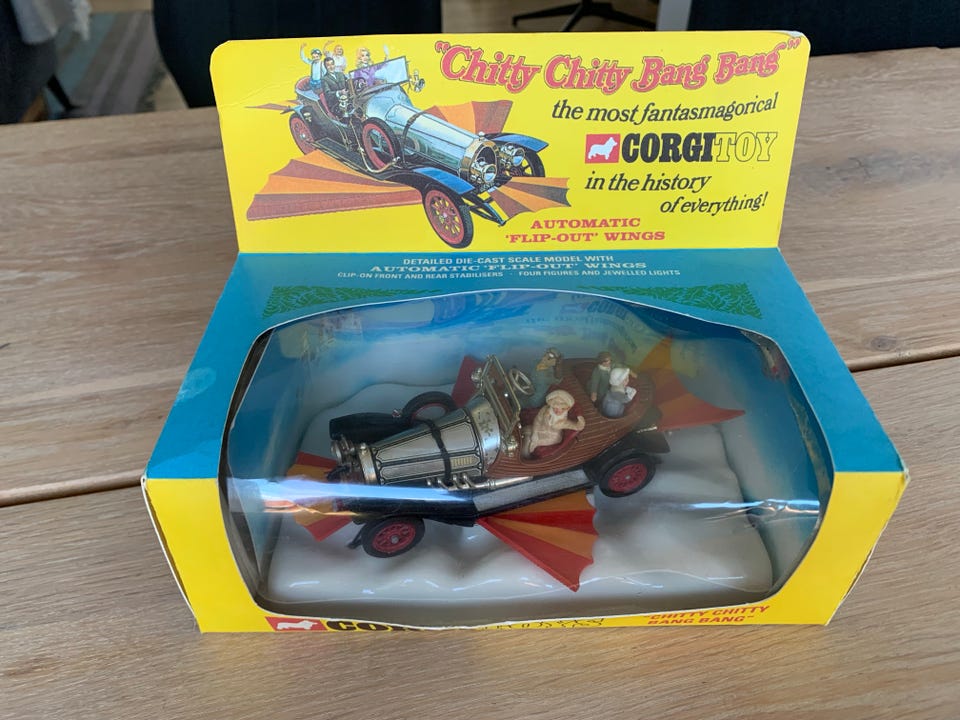 "Chitty Chitty Bang Bang"
the most fantasmagorical
CORGITOY
in the history
of everything!
AUTOMATIC
'FLIP-OUT' WINGS
DETAILED DIE-CAST SCALE MODEL WITH
AUTOMATIC 'FLIP-OUT' WINGS
CLIP-ON FRONT AND REAR STABILISERS · FOUR FIGURES AND JEWELLED LIGHTS
"CHITTY CHITTY
BANG BANG"